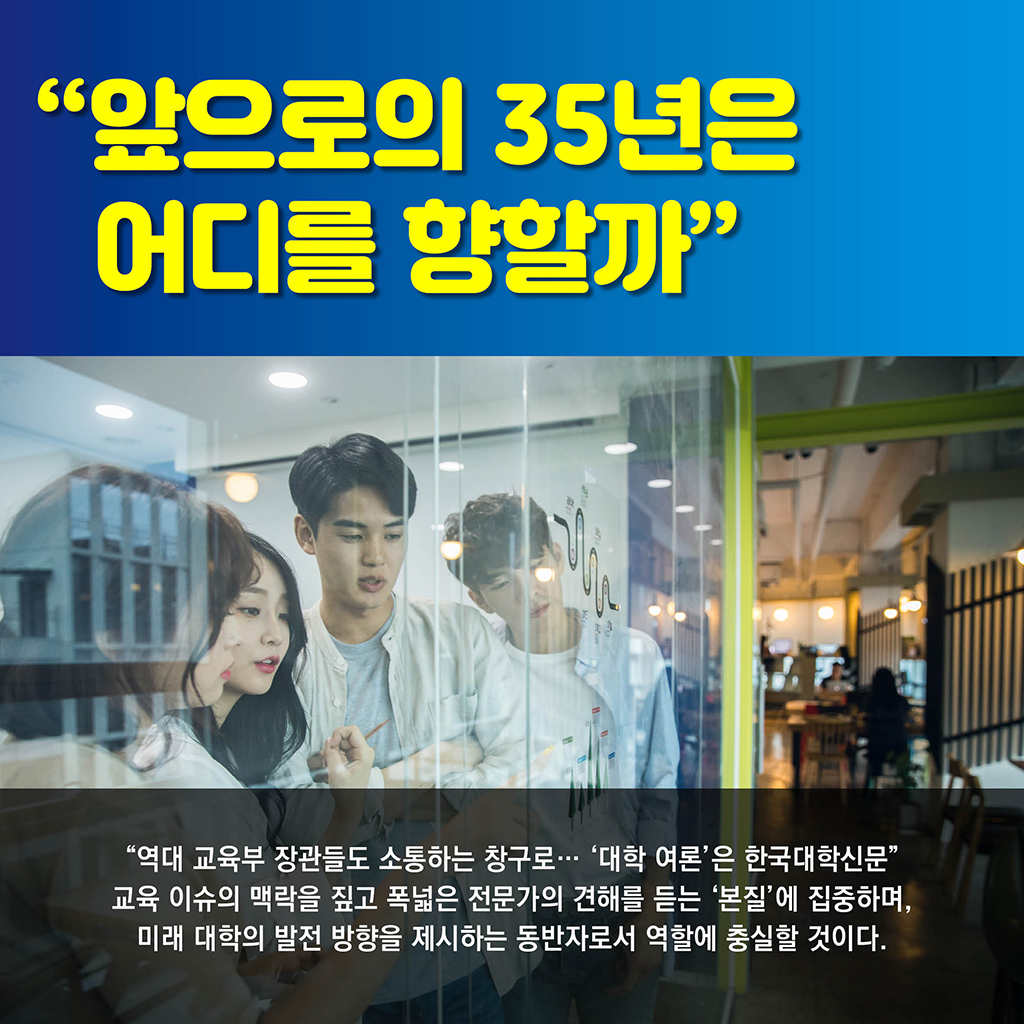 “앞으로의 35년은
어디를 향할까”
“역대 교육부 장관들도 소통하는 창구로… ‘대학 여론’은 한국대학신문”
교육 이슈의 맥락을 짚고 폭넓은 전문가의 견해를 듣는 ‘본질’에 집중하며,
미래 대학의 발전 방향을 제시하는 동반자로서 역할에 충실할 것이다.